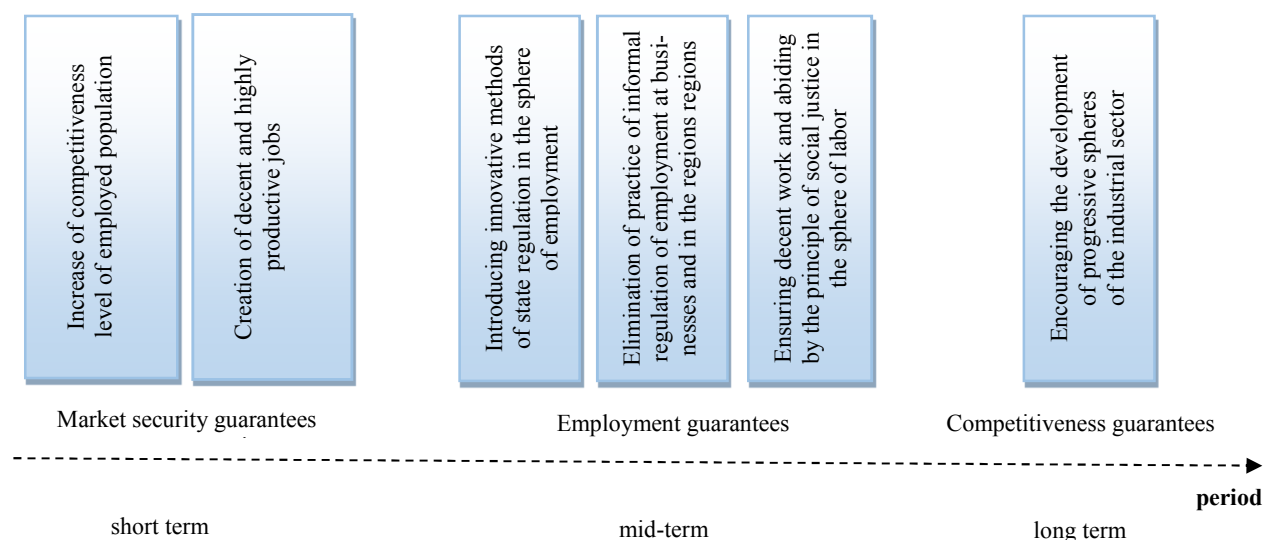 Increase of competitiveness
level of employed population
Creation of decent and highly
productive jobs
Introducing innovative methods
of state regulation in the sphere
of employment
Elimination of practice of informal
regulation of employment at busi-
nesses and in the regions regions
Ensuring decent work and abiding
by the principle of social justice in
the sphere of labor
Encouraging the development
of progressive spheres
of the industrial sector
Market security guarantees
Employment guarantees
Competitiveness guarantees
period
short term
mid-term
long term